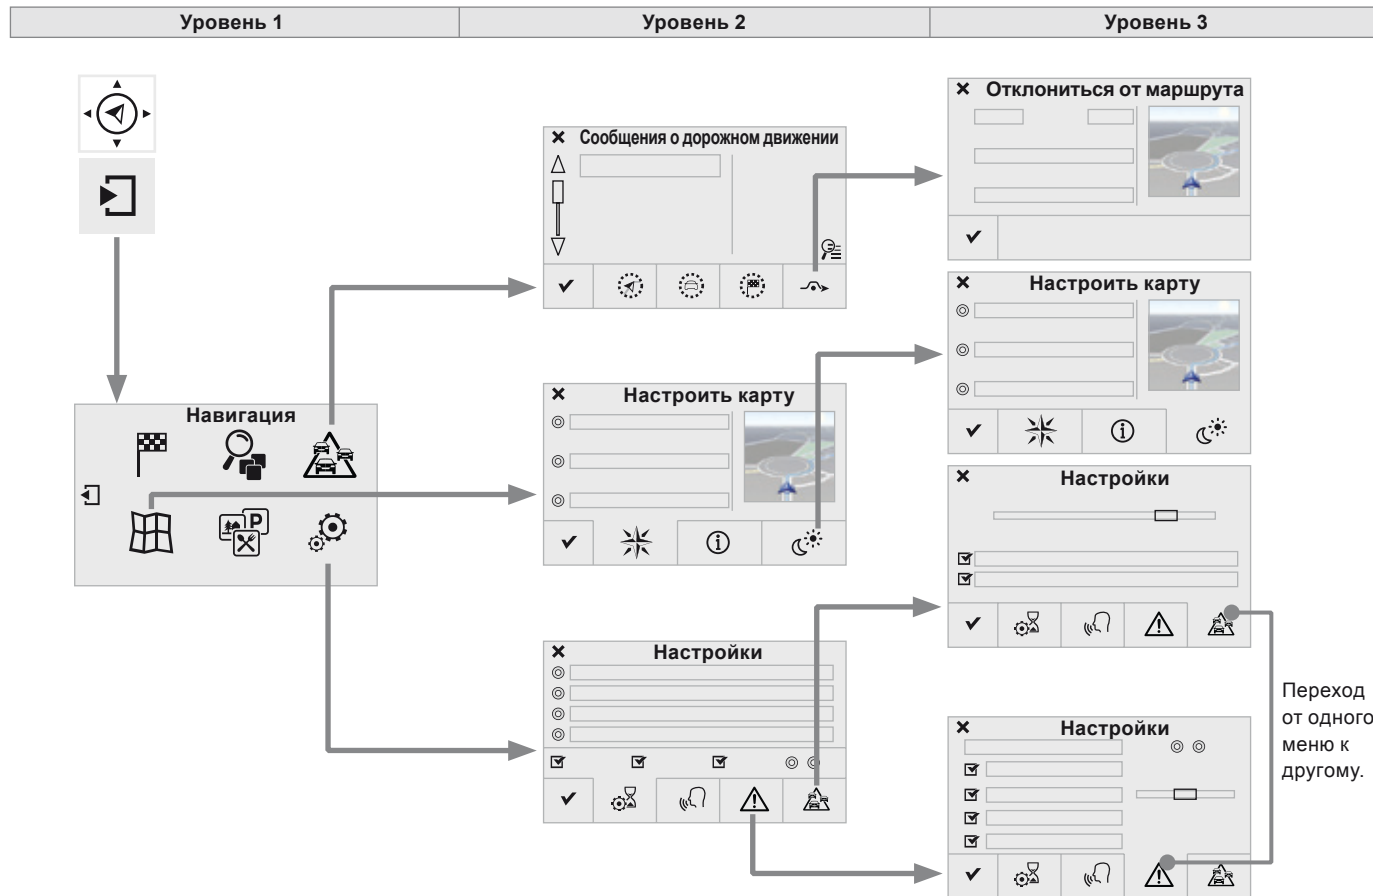 Уровень 1
Уровень 2
Уровень 3
Навигация
Сообщения о дорожном движении
Настроить карту
Настройки
Отклониться от маршрута
Настроить карту
Настройки
Настройки
Переход
от одного
меню к
другому.
P